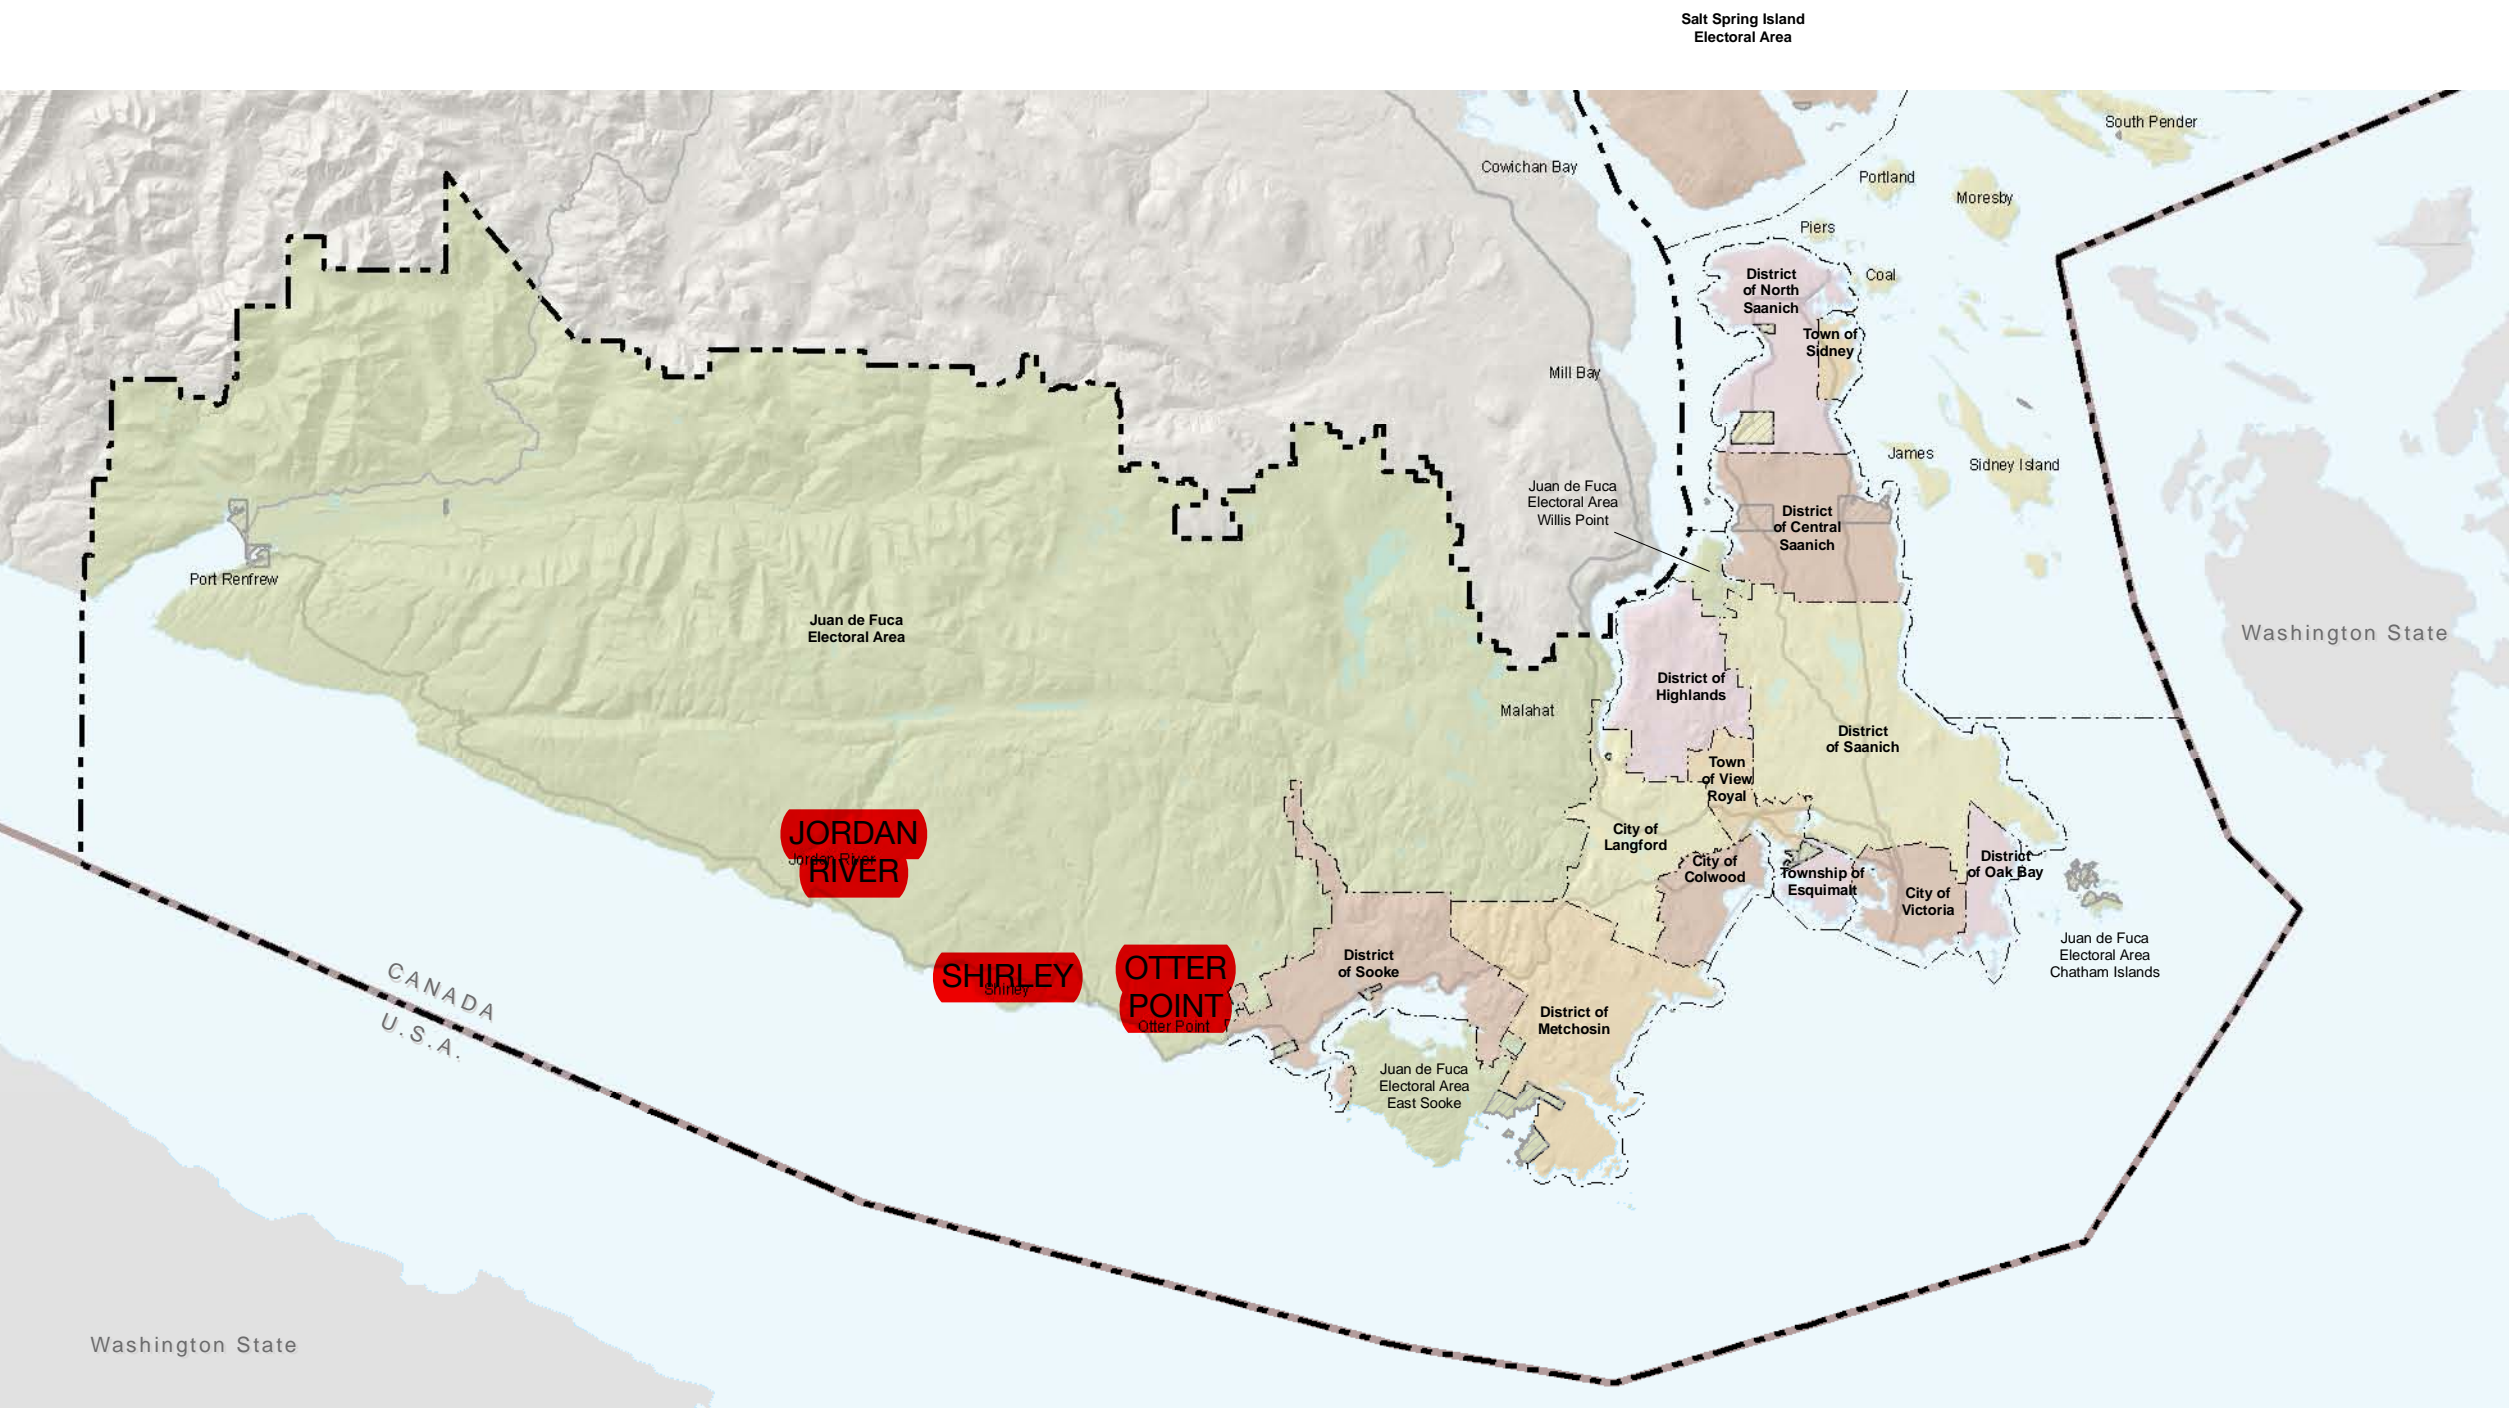 Salt Spring Island
Electoral Area
South Pender
Cowichan Bay
Portland
Moresby
Piers
District
of North
Saanich
Coal
Town of
Sidney
Mill Bay
James
Sidney Island
Juan de Fuca
Electoral Area
Willis Point
District
of Central
Saanich
Port Renfrew
Juan de Fuca
Electoral Area
Washington State
District of
Highlands
Malahat
District
of Saanich
Town
of View
Royal
JORDAN
RIVER
Jordan River
City of
Langford
City of
Colwood
Township of
Esquimalt
City of
Victoria
District
of Oak Bay
Juan de Fuca
Electoral Area
Chatham Islands
SHIRLEY
Shirley
OTTER
POINT
Otter Point
District
of Sooke
District of
Metchosin
CANADA
U.S.A.
Juan de Fuca
Electoral Area
East Sooke
Washington State